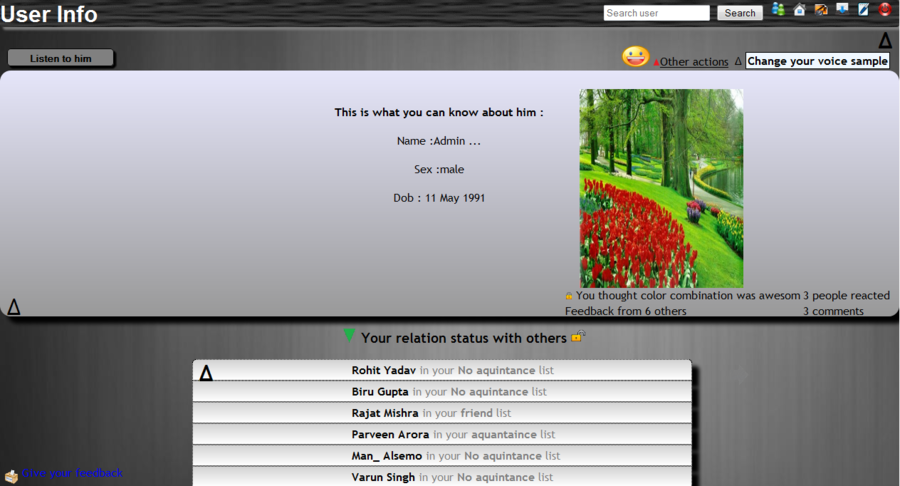 User Info
Search user Search
Listen to him
Other actions Δ Change your voice sample
This is what you can know about him :
Name :Admin ...
Sex :male
Dob : 11 May 1991
You thought color combination was awesom 3 people reacted
Feedback from 6 others 3 comments
Your relation status with others
Rohit Yadav in your No aquintance list
Biru Gupta in your No aquintance list
Rajat Mishra in your friend list
Parveen Arora in your aquantaince list
Man_ Alsemo in your No aquintance list
Varun Singh in your No aquintance list
Give your feedback